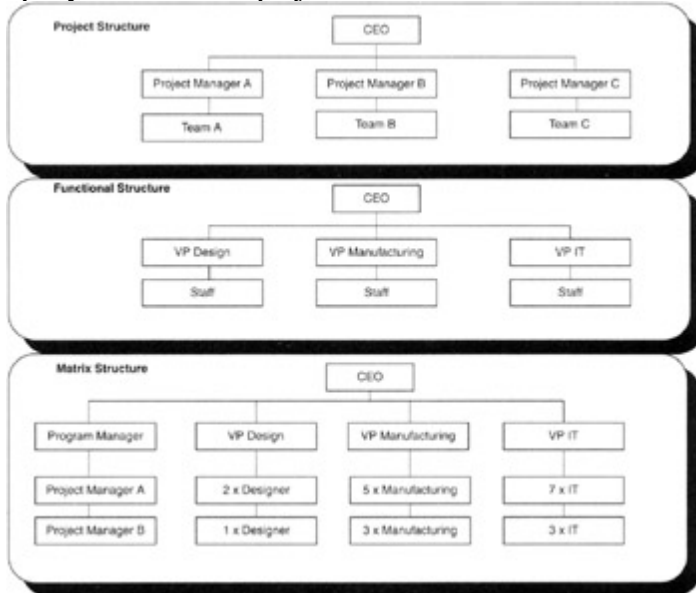 Project Structure
CEO
Project Manager A
Project Manager B
Project Manager C
Team A
Team B
Team C
Functional Structure
CEO
VP Design
VP Manufacturing
VP IT
Staff
Staff
Staff
Matrix Structure
CEO
Program Manager
VP Design
VP Manufacturing
VP IT
Project Manager A
2 x Designer
5 x Manufacturing
7 x IT
Project Manager B
1 x Designer
3 x Manufacturing
3 x IT